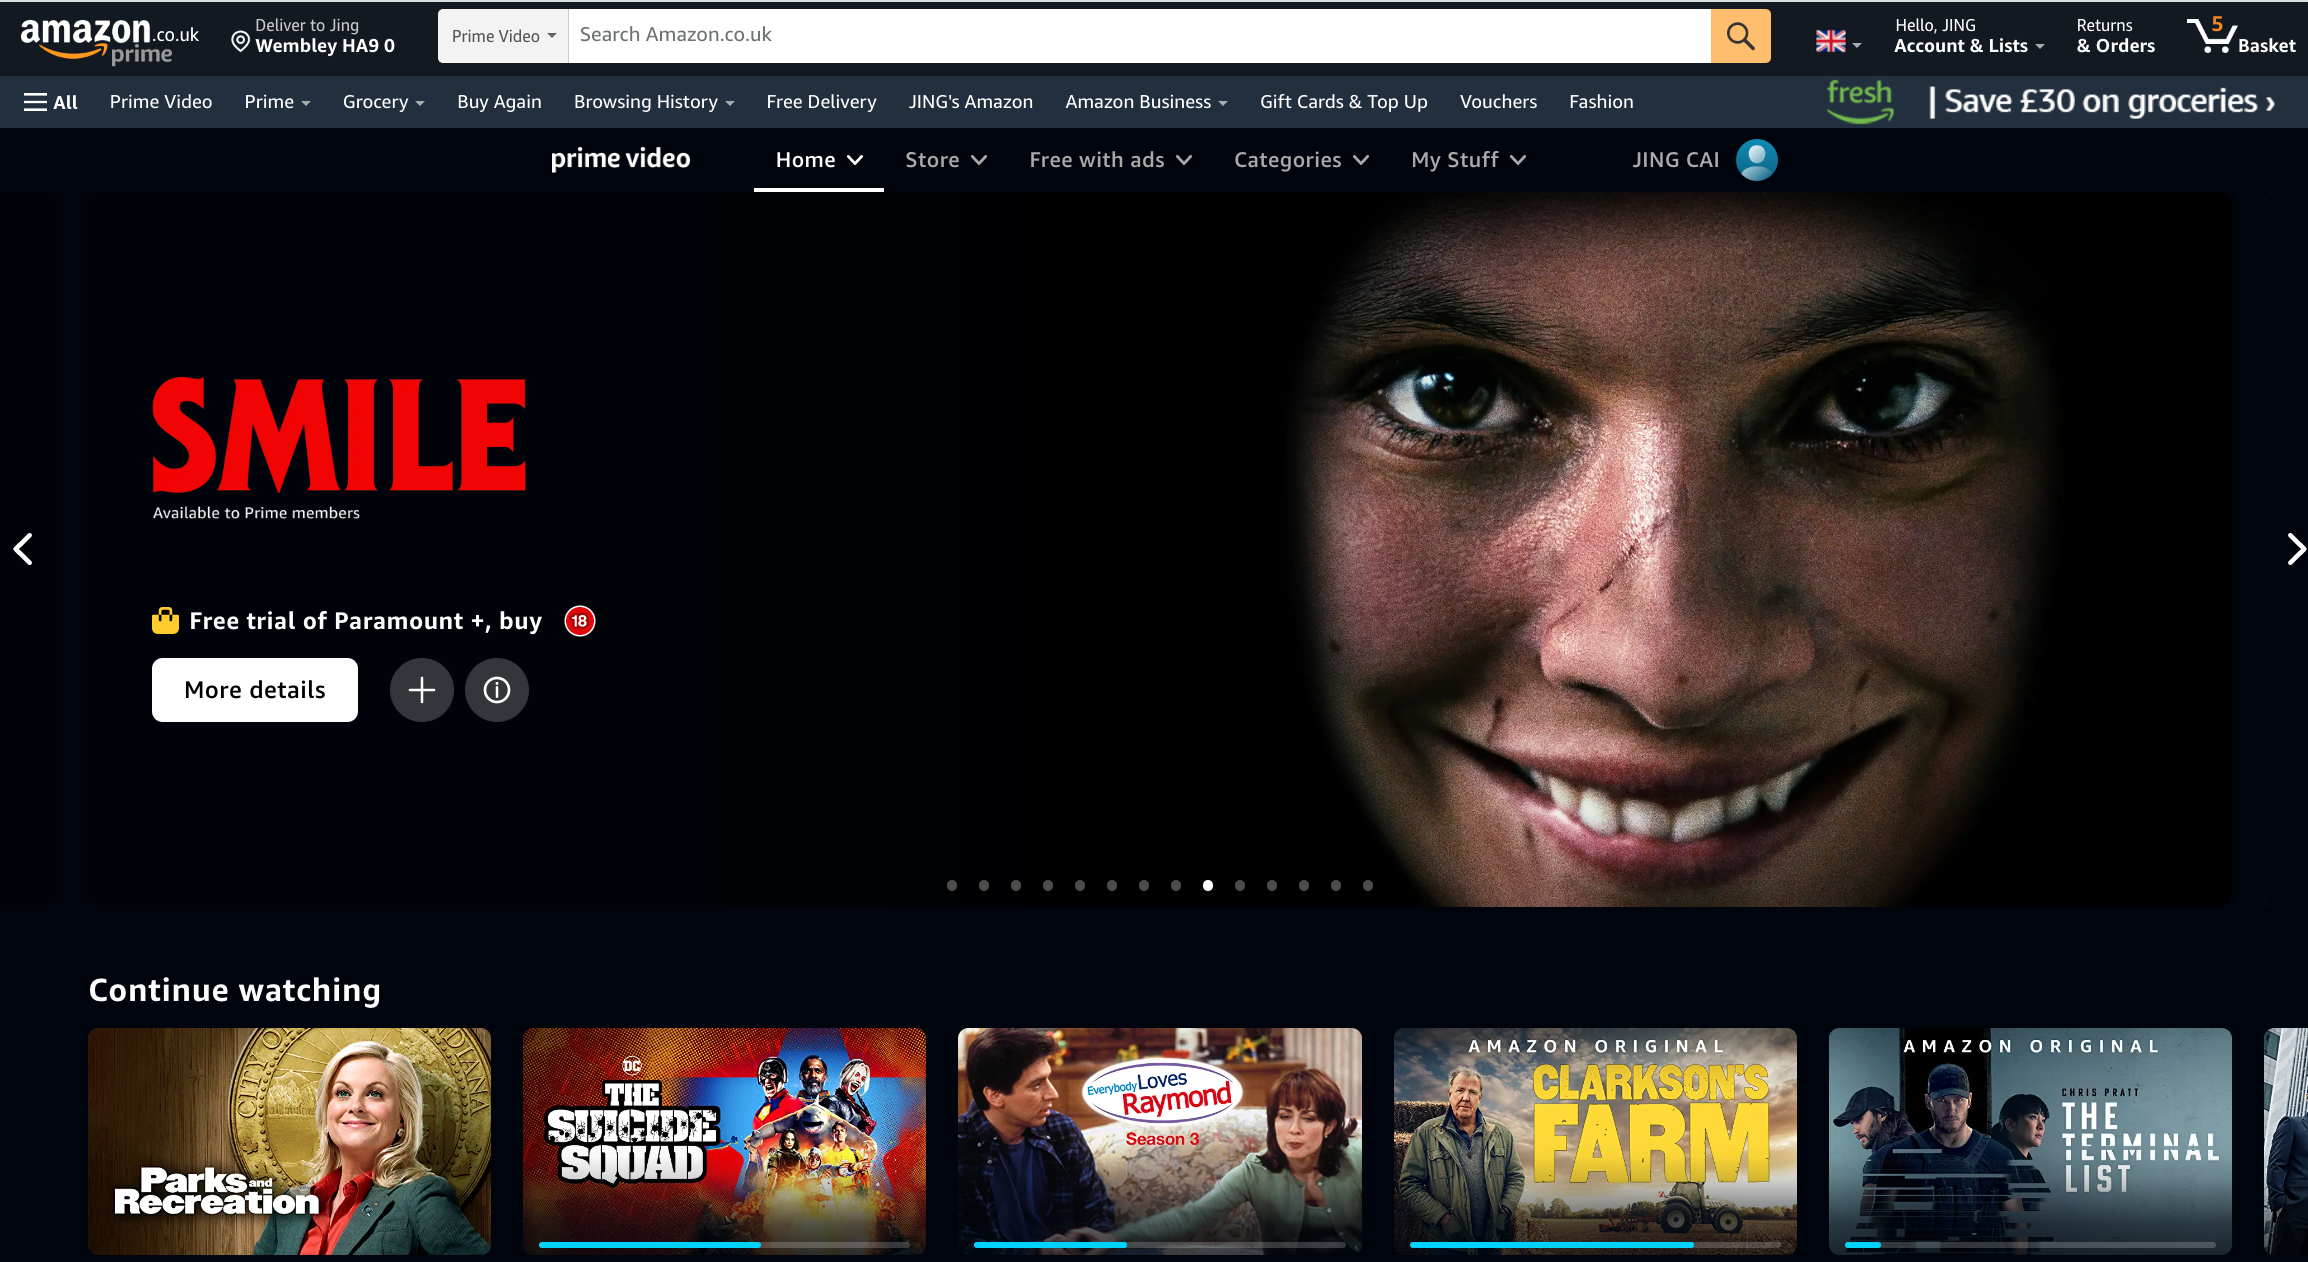 amazon.co.uk
prime
Deliver to Jing
Wembley HA9 0
Prime Video
Search Amazon.co.uk
Hello, JING
Account & Lists
Returns
& Orders
5
Basket
All
Prime Video
Prime
Grocery
Buy Again
Browsing History
Free Delivery
JING's Amazon
Amazon Business
Gift Cards & Top Up
Vouchers
Fashion
fresh | Save £30 on groceries ›
prime video
Home
Store
Free with ads
Categories
My Stuff
JING CAI
SMILE
Available to Prime members
Free trial of Paramount +, buy
18
More details
Continue watching
CITY OF
DIANA
Parks and
Recreation
DC
THE
SUICIDE
SQUAD
Everybody Loves
Raymond
Season 3
AMAZON ORIGINAL
CLARKSON'S
FARM
AMAZON ORIGINAL
CHRIS PRATT
THE
TERMINAL
LIST